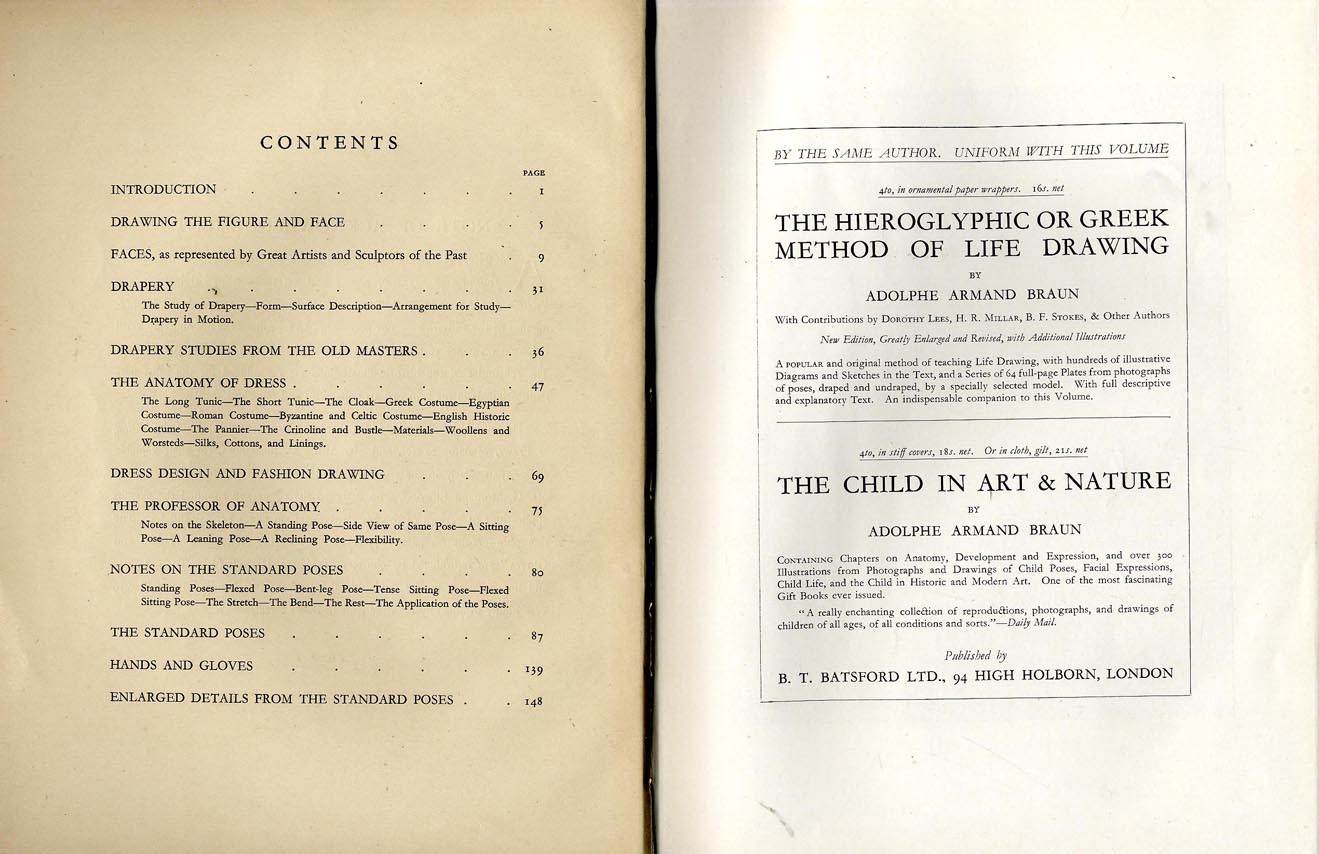 CONTENTS
PAGE
INTRODUCTION . . . . . . . 1
DRAWING THE FIGURE AND FACE . . . . 5
FACES, as represented by Great Artists and Sculptors of the Past . 9
DRAPERY . . . . . . . . 31
The Study of Drapery—Form—Surface Description—Arrangement for Study—
Drapery in Motion.
DRAPERY STUDIES FROM THE OLD MASTERS . . . 36
THE ANATOMY OF DRESS . . . . . . 47
The Long Tunic—The Short Tunic—The Cloak—Greek Costume—Egyptian
Costume—Roman Costume—Byzantine and Celtic Costume—English Historic
Costume—The Pannier—The Crinoline and Bustle—Materials—Woollens and
Worsteds—Silks, Cottons, and Linings.
DRESS DESIGN AND FASHION DRAWING . . . 69
THE PROFESSOR OF ANATOMY . . . . . 75
Notes on the Skeleton—A Standing Pose—Side View of Same Pose—A Sitting
Pose—A Leaning Pose—A Reclining Pose—Flexibility.
NOTES ON THE STANDARD POSES . . . . 80
Standing Poses—Flexed Pose—Bent-leg Pose—Tense Sitting Pose—Flexed
Sitting Pose—The Stretch—The Bend—The Rest—The Application of the Poses.
THE STANDARD POSES . . . . . . 87
HANDS AND GLOVES . . . . . . 139
ENLARGED DETAILS FROM THE STANDARD POSES . . 148
BY THE SAME AUTHOR. UNIFORM WITH THIS VOLUME
4to, in ornamental paper wrappers. 16s. net
THE HIEROGLYPHIC OR GREEK
METHOD OF LIFE DRAWING
BY
ADOLPHE ARMAND BRAUN
With Contributions by DOROTHY LEES, H. R. MILLAR, B. F. STOKES, & Other Authors
New Edition, Greatly Enlarged and Revised, with Additional Illustrations
A POPULAR and original method of teaching Life Drawing, with hundreds of illustrative
Diagrams and Sketches in the Text, and a Series of 64 full-page Plates from photographs
of poses, draped and undraped, by a specially selected model. With full descriptive
and explanatory Text. An indispensable companion to this Volume.
4to, in stiff covers, 18s. net. Or in cloth, gilt, 21s. net
THE CHILD IN ART & NATURE
BY
ADOLPHE ARMAND BRAUN
CONTAINING Chapters on Anatomy, Development and Expression, and over 300
Illustrations from Photographs and Drawings of Child Poses, Facial Expressions,
Child Life, and the Child in Historic and Modern Art. One of the most fascinating
Gift Books ever issued.
"A really enchanting collection of reproductions, photographs, and drawings of
children of all ages, of all conditions and sorts."—Daily Mail.
Published by
B. T. BATSFORD LTD., 94 HIGH HOLBORN, LONDON